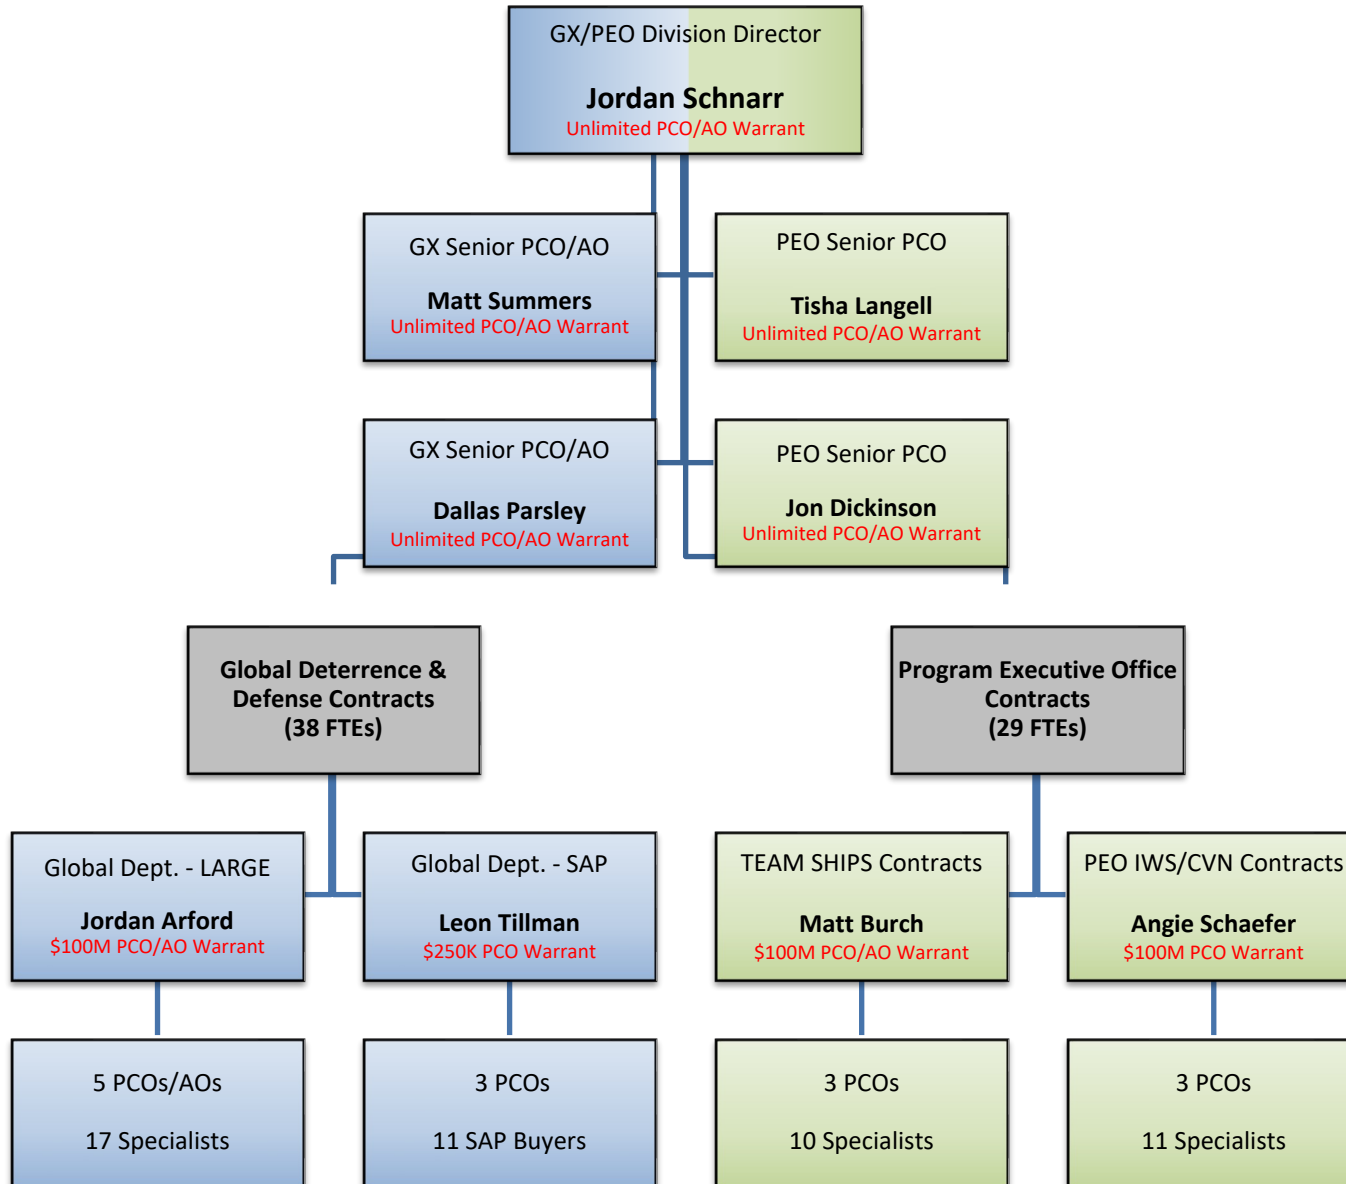 GX/PEO Division Director
Jordan Schnarr
Unlimited PCO/AO Warrant
GX Senior PCO/AO
Matt Summers
Unlimited PCO/AO Warrant
PEO Senior PCO
Tisha Langell
Unlimited PCO/AO Warrant
GX Senior PCO/AO
Dallas Parsley
Unlimited PCO/AO Warrant
PEO Senior PCO
Jon Dickinson
Unlimited PCO/AO Warrant
Global Deterrence &
Defense Contracts
(38 FTEs)
Program Executive Office
Contracts
(29 FTEs)
Global Dept. - LARGE
Jordan Arford
$100M PCO/AO Warrant
Global Dept. - SAP
Leon Tillman
$250K PCO Warrant
TEAM SHIPS Contracts
Matt Burch
$100M PCO/AO Warrant
PEO IWS/CVN Contracts
Angie Schaefer
$100M PCO Warrant
5 PCOs/AOs
17 Specialists
3 PCOs
11 SAP Buyers
3 PCOs
10 Specialists
3 PCOs
11 Specialists